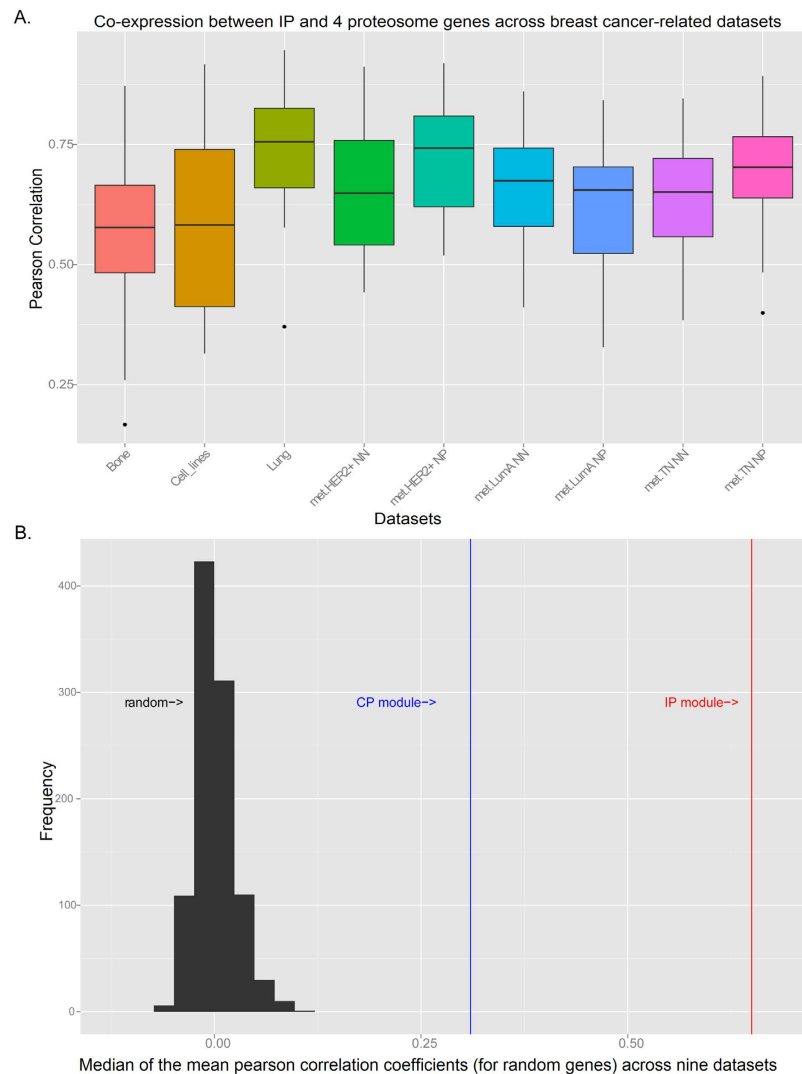 A.
Co-expression between IP and 4 proteosome genes across breast cancer-related datasets
Pearson Correlation
0.75
0.50
0.25
Bone
Cell_lines
Lung
met.HER2+ NN
met.HER2+ NP
met.LumA NN
met.LumA NP
met.TN NN
met.TN NP
Datasets
B.
Frequency
400
300
200
100
0
random->
CP module->
IP module->
0.00
0.25
0.50
Median of the mean pearson correlation coefficients (for random genes) across nine datasets